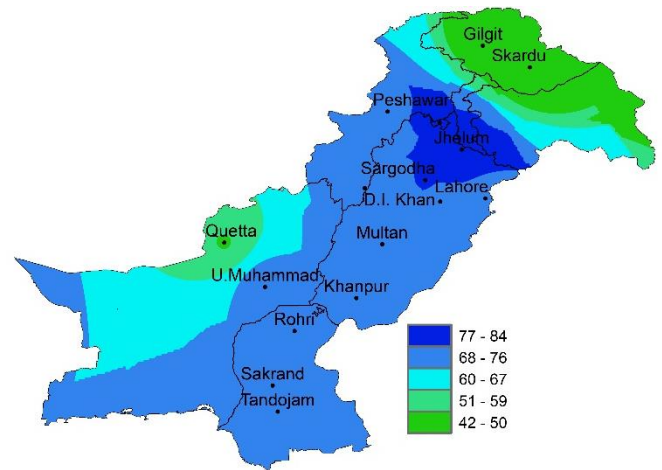 Gilgit
Skardu
Peshawar
Jhelum
Sargodha
Lahore
D.I. Khan
Quetta
Multan
U.Muhammad
Khanpur
Rohri
Sakrand
Tandojam
77 - 84
68 - 76
60 - 67
51 - 59
42 - 50